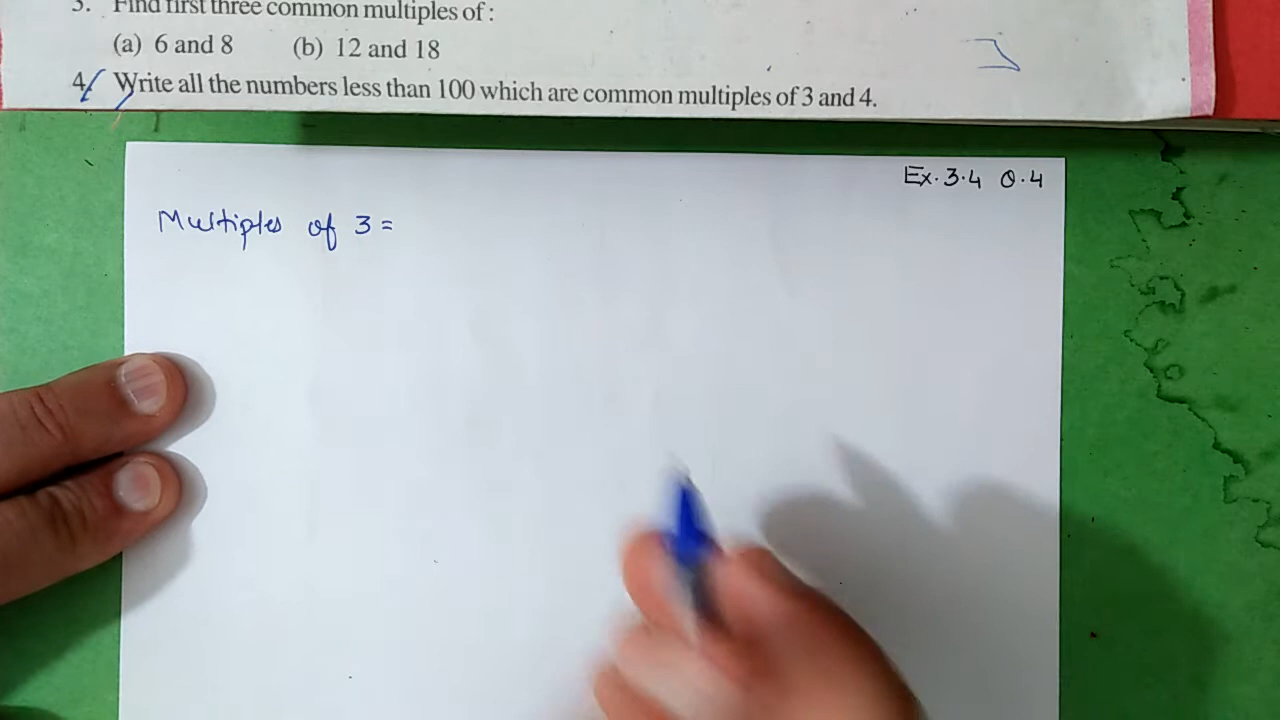 3. Find first three common multiples of :
(a) 6 and 8 (b) 12 and 18
4. Write all the numbers less than 100 which are common multiples of 3 and 4.
Ex. 3.4 Q.4
Multiples of 3 =